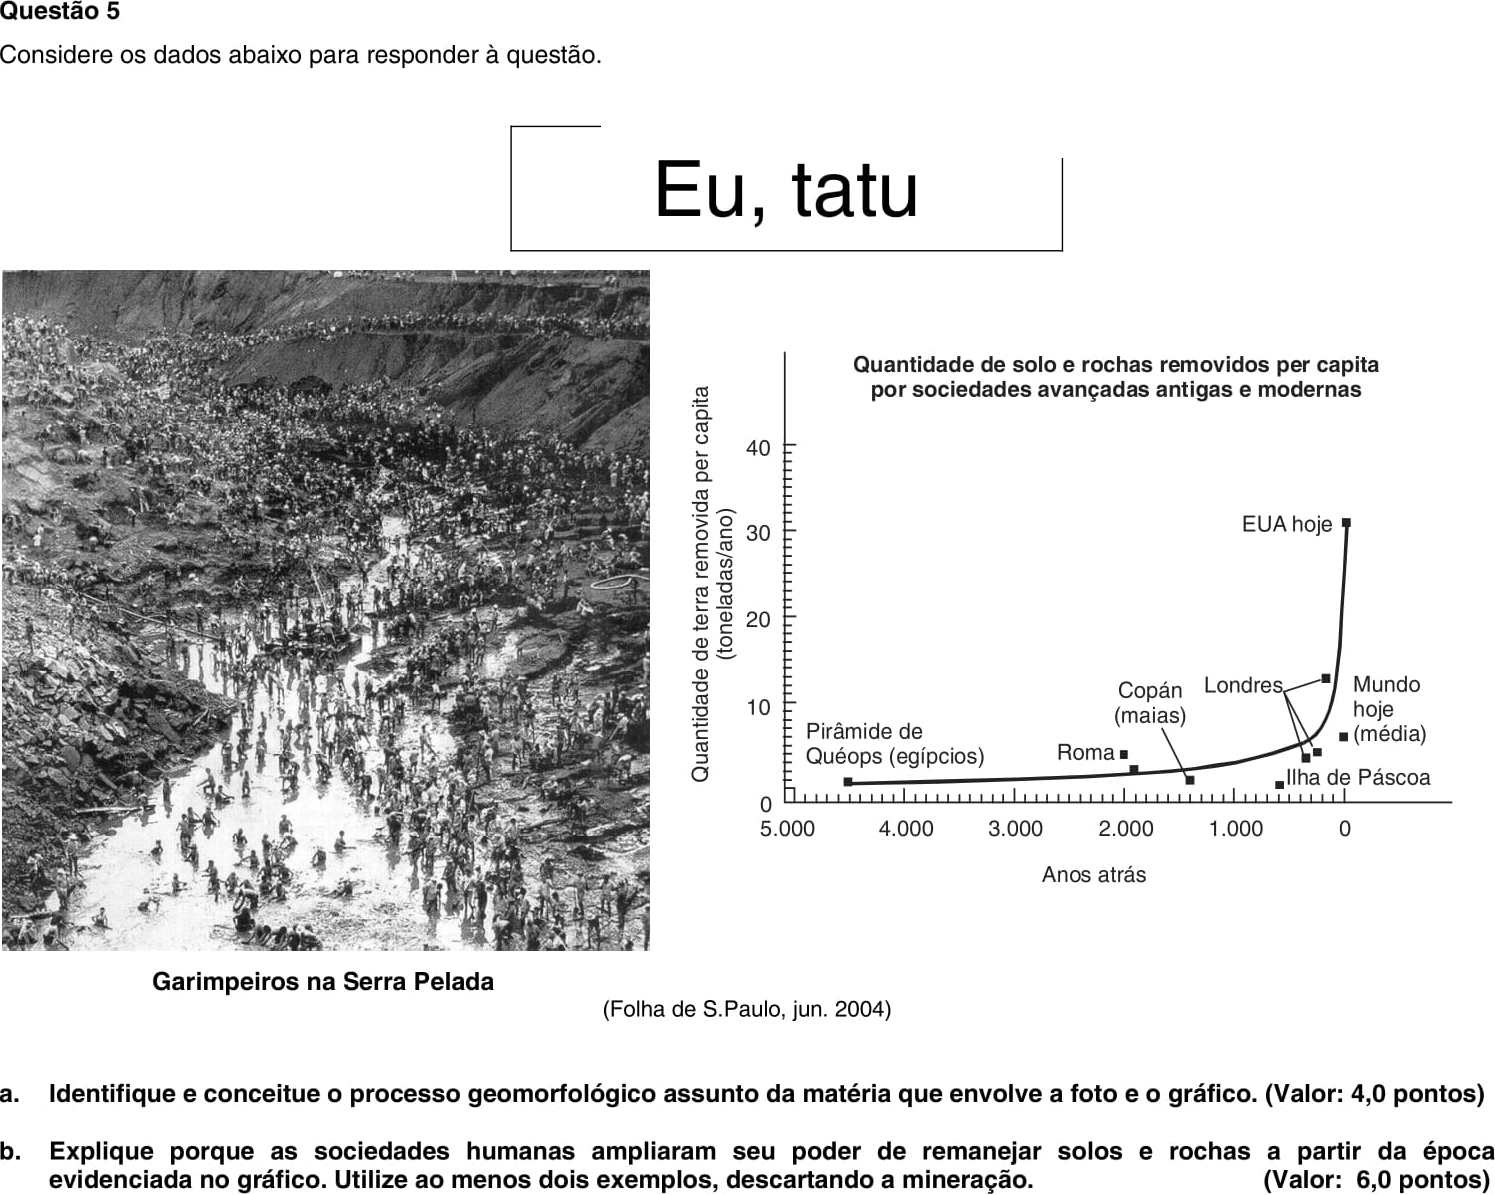 Questão 5
Considere os dados abaixo para responder à questão.
Eu, tatu
Quantidade de solo e rochas removidos per capita
por sociedades avançadas antigas e modernas
Quantidade de terra removida per capita
(toneladas/ano)
40
30
20
10
0
EUA hoje
Londres
Mundo
hoje
(média)
Copán
(maias)
Pirâmide de
Quéops (egípcios)
Roma
Ilha de Páscoa
5.000 4.000 3.000 2.000 1.000 0
Anos atrás
Garimpeiros na Serra Pelada
(Folha de S.Paulo, jun. 2004)
a. Identifique e conceitue o processo geomorfológico assunto da matéria que envolve a foto e o gráfico. (Valor: 4,0 pontos)
b. Explique porque as sociedades humanas ampliaram seu poder de remanejar solos e rochas a partir da época
evidenciada no gráfico. Utilize ao menos dois exemplos, descartando a mineração. (Valor: 6,0 pontos)